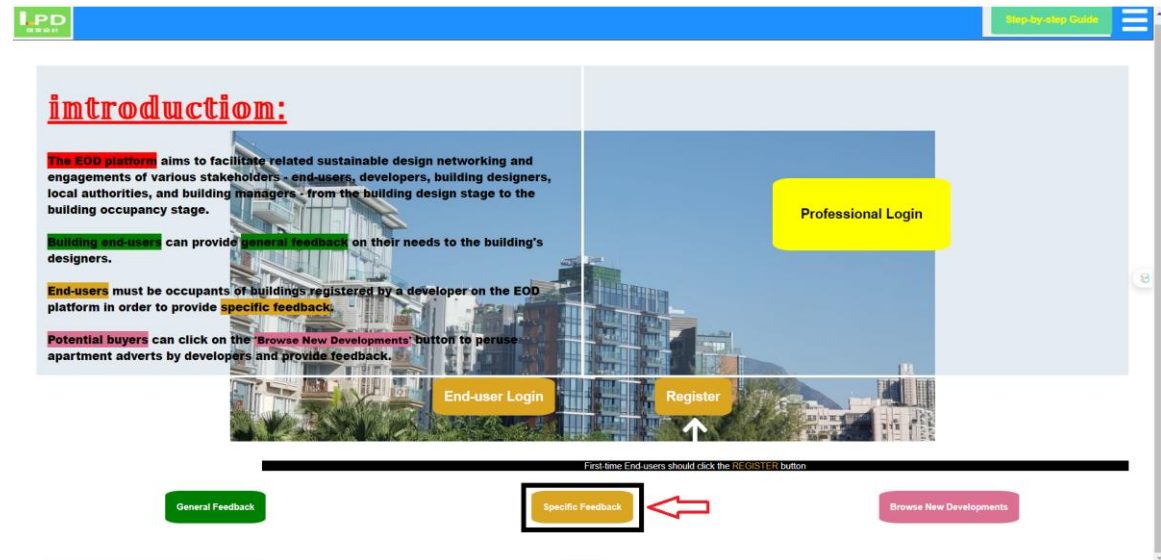 LPD
Step-by-step Guide
introduction:
The EOD platform aims to facilitate related sustainable design networking and
engagements of various stakeholders - end-users, developers, building designers,
local authorities, and building managers - from the building design stage to the
building occupancy stage.
Building end-users can provide general feedback on their needs to the building's
designers.
End-users must be occupants of buildings registered by a developer on the EOD
platform in order to provide specific feedback.
Potential buyers can click on the 'Browse New Developments' button to peruse
apartment adverts by developers and provide feedback.
Professional Login
End-user Login
Register
First-time End-users should click the REGISTER button
General Feedback
Specific Feedback
Browse New Developments